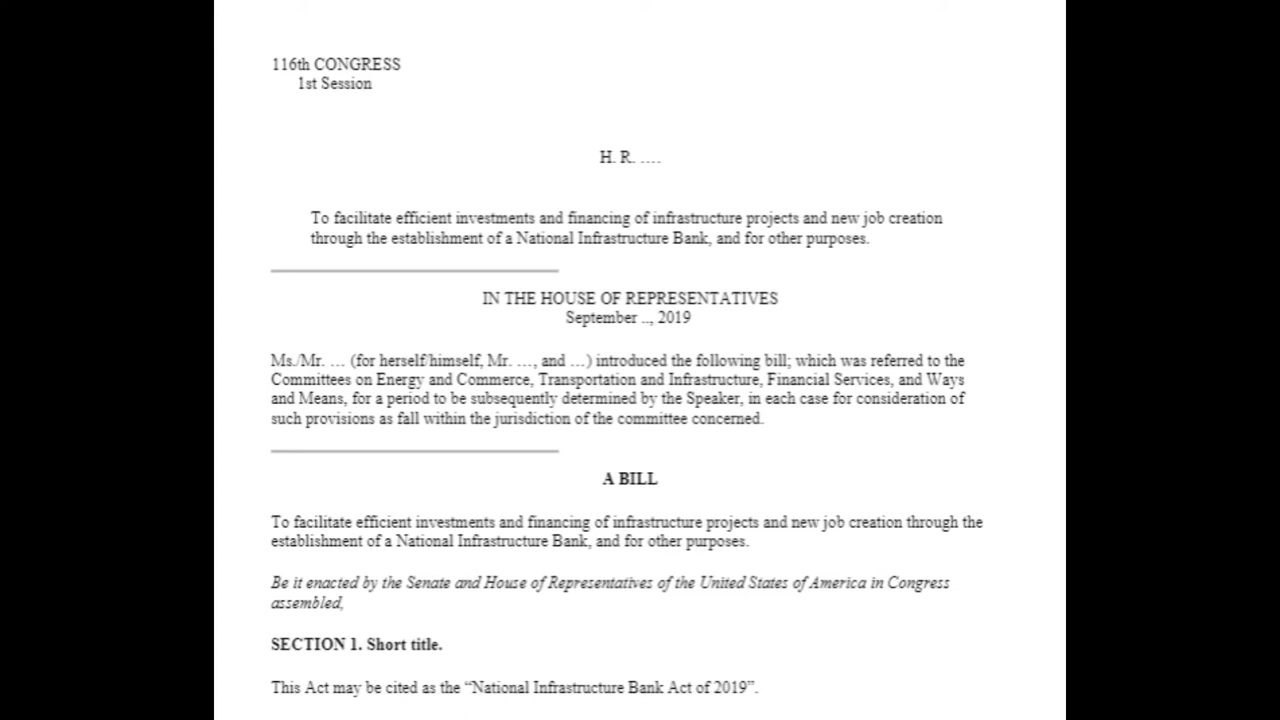 116th CONGRESS
1st Session
H. R. ....
To facilitate efficient investments and financing of infrastructure projects and new job creation
through the establishment of a National Infrastructure Bank, and for other purposes.
IN THE HOUSE OF REPRESENTATIVES
September .., 2019
Ms./Mr. ... (for herself/himself, Mr. ..., and ...) introduced the following bill; which was referred to the
Committees on Energy and Commerce, Transportation and Infrastructure, Financial Services, and Ways
and Means, for a period to be subsequently determined by the Speaker, in each case for consideration of
such provisions as fall within the jurisdiction of the committee concerned.
A BILL
To facilitate efficient investments and financing of infrastructure projects and new job creation through the
establishment of a National Infrastructure Bank, and for other purposes.
Be it enacted by the Senate and House of Representatives of the United States of America in Congress
assembled,
SECTION 1. Short title.
This Act may be cited as the “National Infrastructure Bank Act of 2019”.